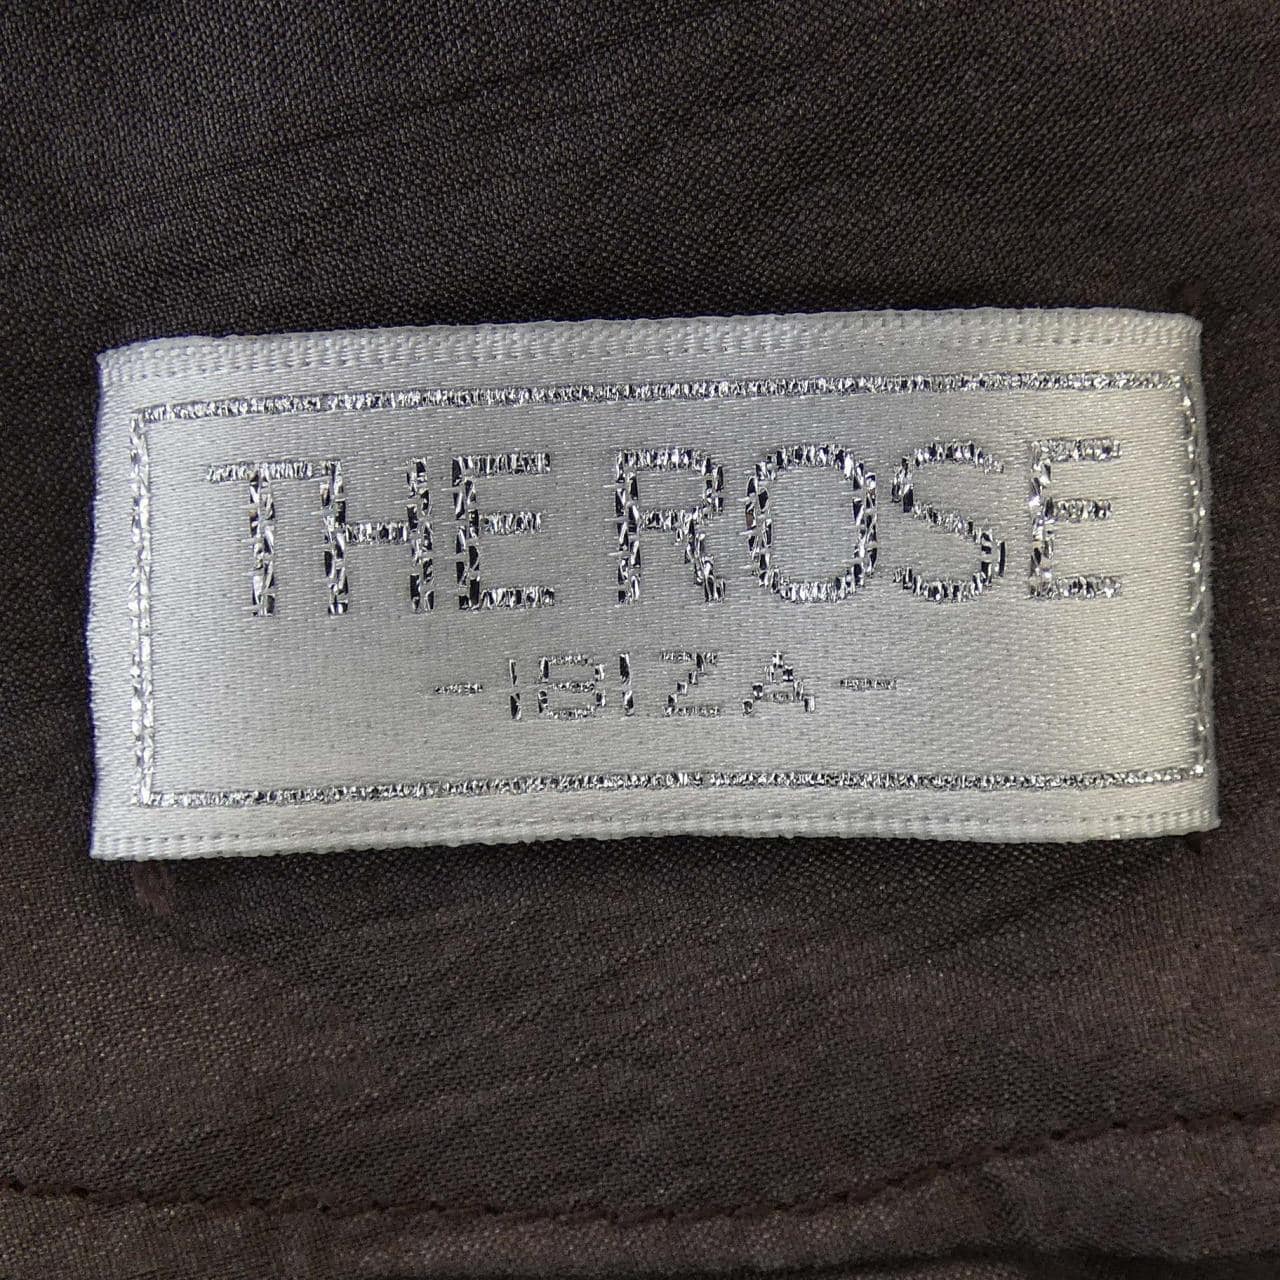 THE ROSE
-IBIZA-